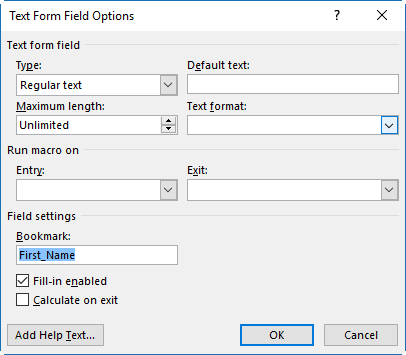 Text Form Field Options ? ×
Text form field
Type: Default text:
Regular text
Maximum length: Text format:
Unlimited
Run macro on
Entry: Exit:
Field settings
Bookmark:
First_Name
Fill-in enabled
Calculate on exit
Add Help Text... OK Cancel